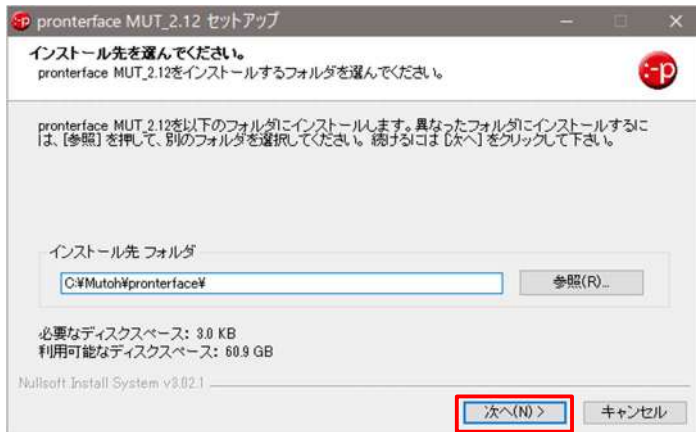 pronterface MUT_2.12 セットアップ
インストール先を選んでください。
pronterface MUT_2.12をインストールするフォルダを選んでください。
:-p
pronterface MUT_2.12を以下のフォルダにインストールします。異なったフォルダにインストールするに
は、[参照] を押して、別のフォルダを選択してください。 続けるには [次へ] をクリックして下さい。
インストール先 フォルダ
C:¥Mutoh¥pronterface¥
参照(R)...
必要なディスクスペース: 3.0 KB
利用可能なディスクスペース: 60.9 GB
Nullsoft Install System v3.02.1
次へ(N) >
キャンセル